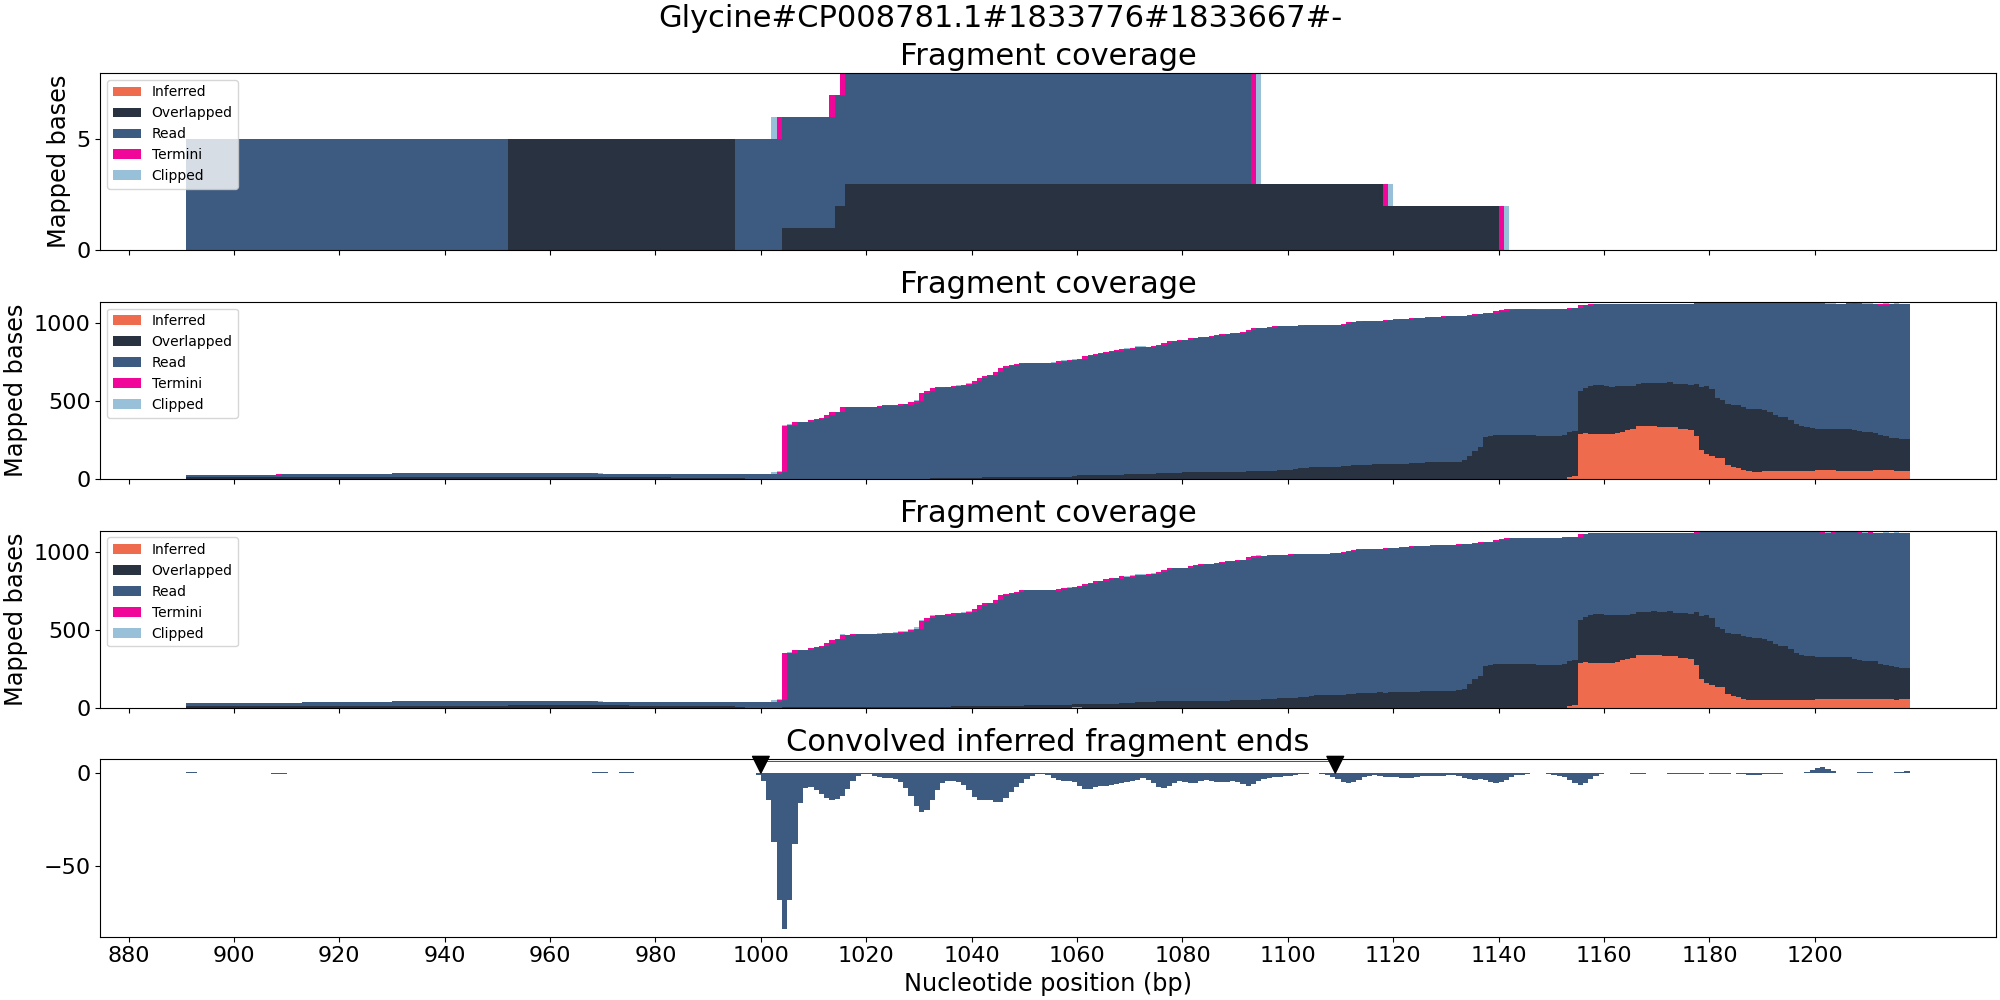 Glycine#CP008781.1#1833776#1833667#-
Fragment coverage
Mapped bases
5
0
Inferred
Overlapped
Read
Termini
Clipped
Fragment coverage
Mapped bases
1000
500
0
Inferred
Overlapped
Read
Termini
Clipped
Fragment coverage
Mapped bases
1000
500
0
Inferred
Overlapped
Read
Termini
Clipped
Convolved inferred fragment ends
0
−50
880 900 920 940 960 980 1000 1020 1040 1060 1080 1100 1120 1140 1160 1180 1200
Nucleotide position (bp)